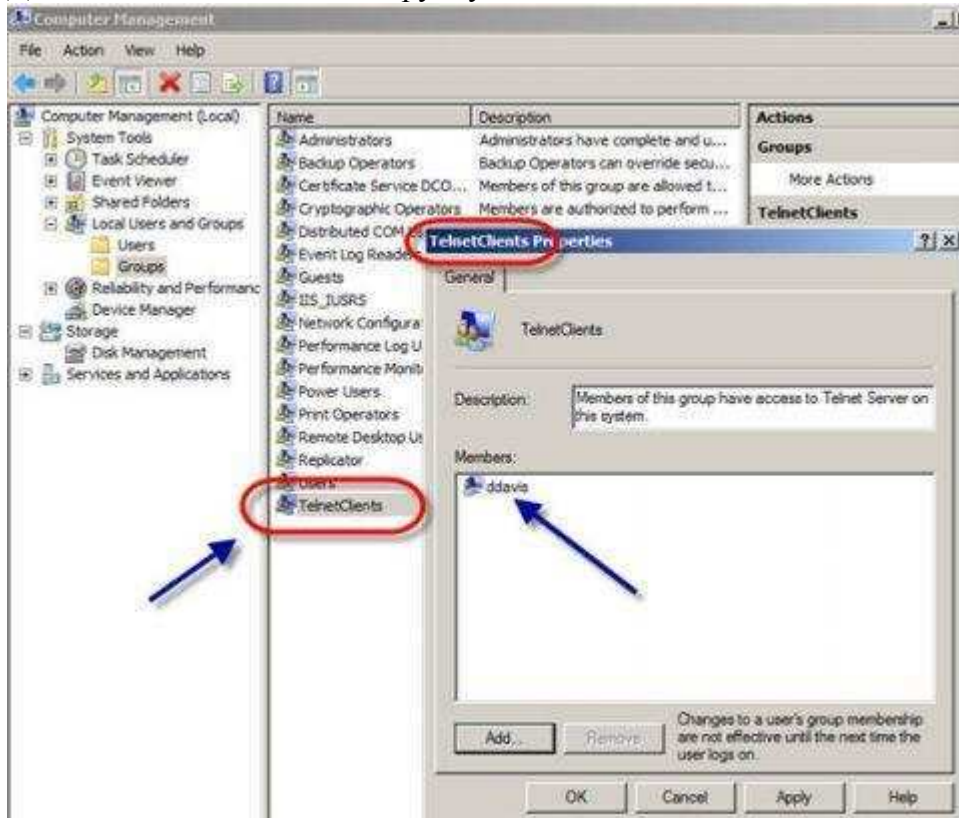 Computer Management
File Action View Help
Computer Management (Local)
System Tools
Task Scheduler
Event Viewer
Shared Folders
Local Users and Groups
Users
Groups
Reliability and Performanc
Device Manager
Storage
Disk Management
Services and Applications
Name Description
Administrators Administrators have complete and u...
Backup Operators Backup Operators can override secu...
Certificate Service DCO... Members of this group are allowed t...
Cryptographic Operators Members are authorized to perform ...
Distributed COM
Event Log Reade
Guests
IIS_IUSRS
Network Configura
Performance Log U
Performance Monit
Power Users
Print Operators
Remote Desktop Us
Replicator
Users
TelnetClients
Actions
Groups
More Actions
TelnetClients
TelnetClients Properties
General
TelnetClients
Description: Members of this group have access to Telnet Server on
this system.
Members:
ddavis
Add... Remove
Changes to a user's group membership
are not effective until the next time the
user logs on.
OK Cancel Apply Help